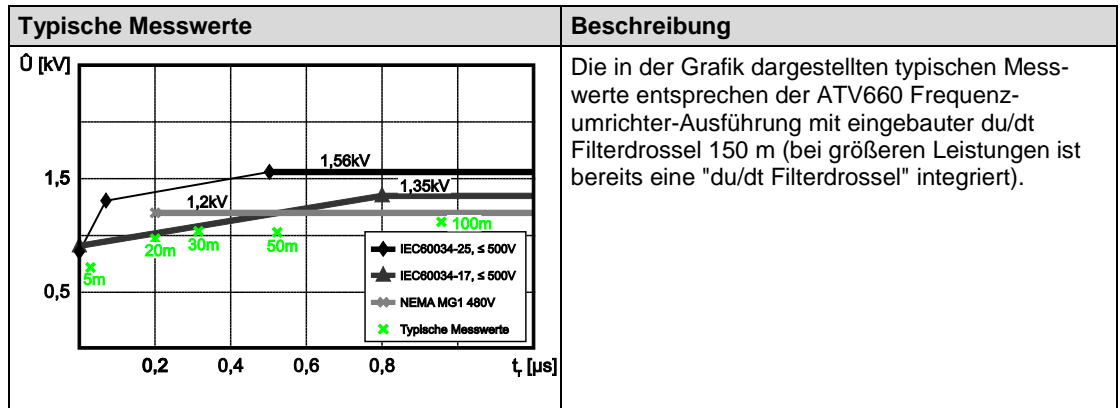 Typische Messwerte
Beschreibung
Û [kV]
1,5
0,5
1,56kV
1,35kV
1,2kV
5m
20m
30m
50m
100m
IEC60034-25, ≤ 500V
IEC60034-17, ≤ 500V
NEMA MG1 480V
Typische Messwerte
0,2
0,4
0,6
0,8
tr [µs]
Die in der Grafik dargestellten typischen Mess-
werte entsprechen der ATV660 Frequenz-
umrichter-Ausführung mit eingebauter du/dt
Filterdrossel 150 m (bei größeren Leistungen ist
bereits eine "du/dt Filterdrossel" integriert).